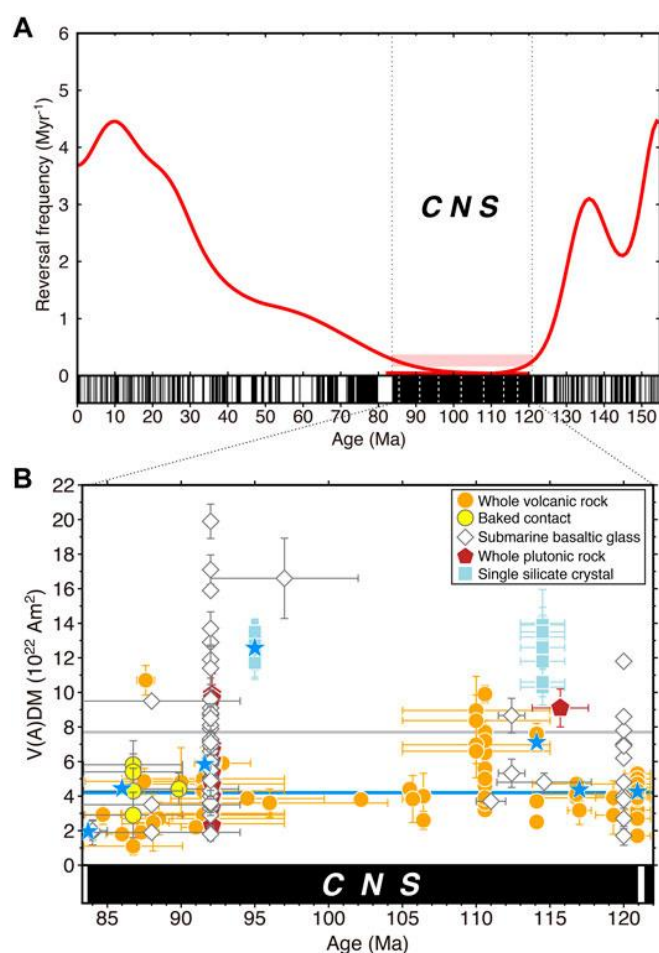 A
6
5
4
3
2
1
0
Reversal frequency (Myr⁻¹)
C N S
0 10 20 30 40 50 60 70 80 90 100 110 120 130 140 150
Age (Ma)
B
22
20
18
16
14
12
10
8
6
4
2
0
V(A)DM (10²² Am²)
Whole volcanic rock
Baked contact
Submarine basaltic glass
Whole plutonic rock
Single silicate crystal
C N S
85 90 95 100 105 110 115 120
Age (Ma)